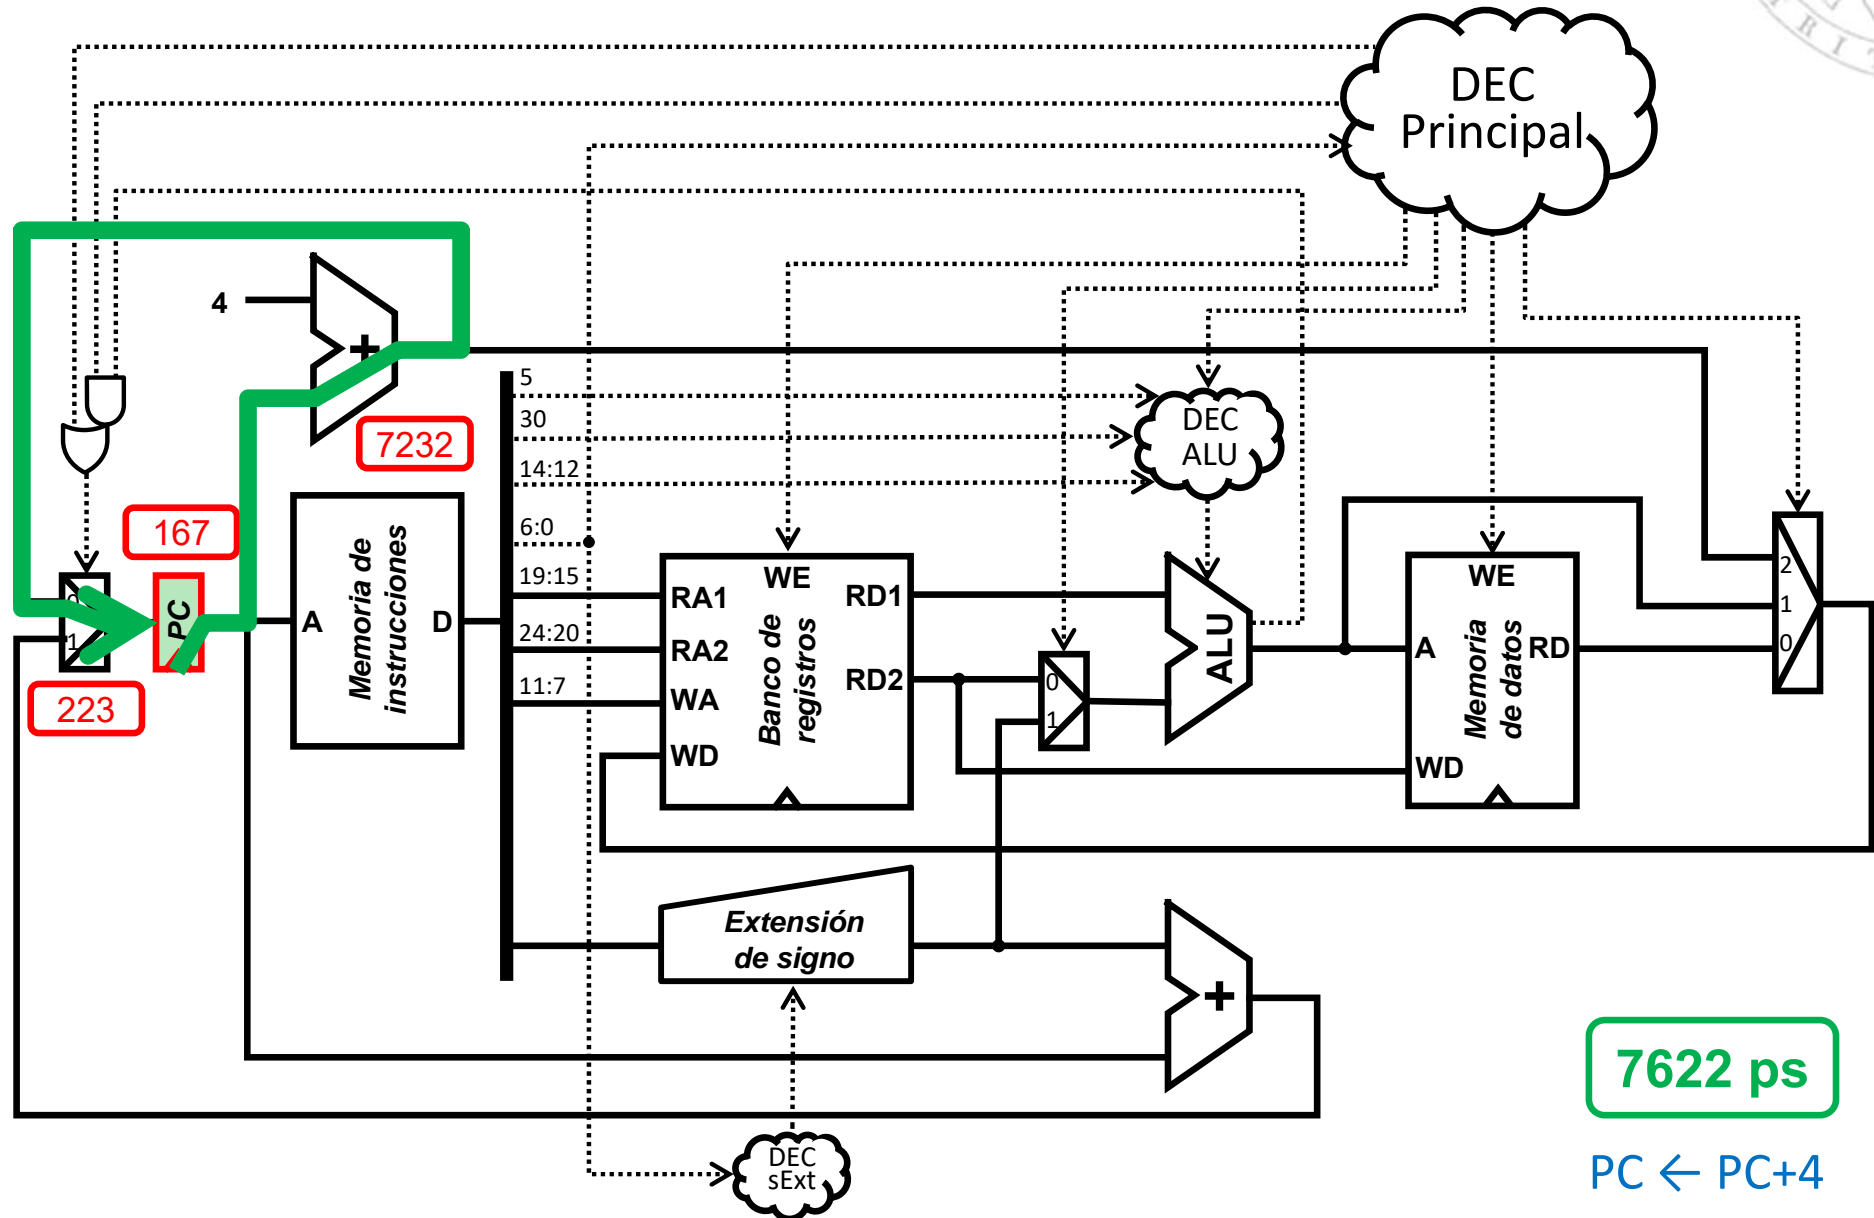 R I T
DEC
Principal
4
+
7232
5
30
14:12
6:0
19:15
24:20
11:7
DEC
ALU
167
223
0
1
PC
A
Memoria de
instrucciones
D
RA1
RA2
WA
WD
WE
Banco de
registros
RD1
RD2
0
1
ALU
A
WE
Memoria
de datos
RD
WD
2
1
0
Extensión
de signo
+
DEC
sExt
7622 ps
PC ← PC+4